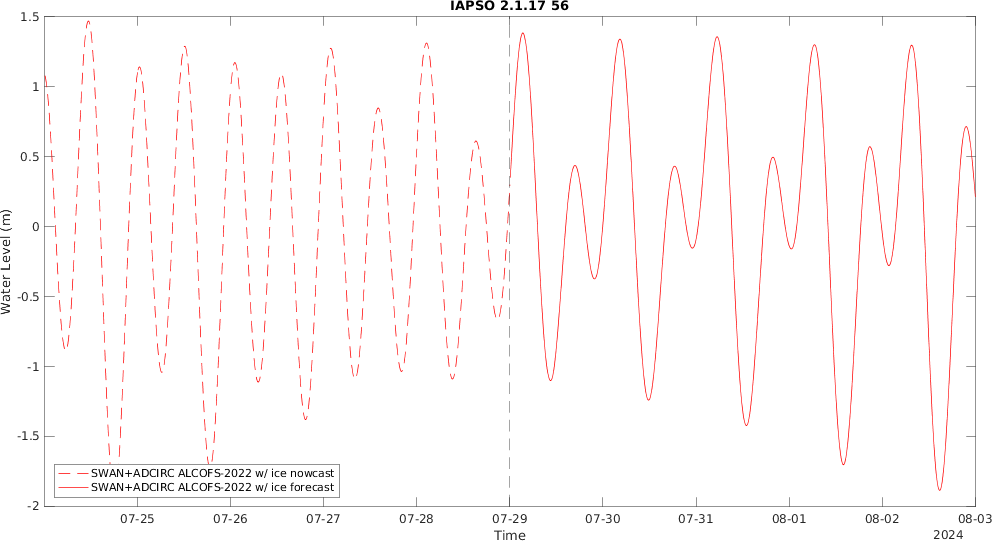 IAPSO 2.1.17 56
1.5
1
0.5
0
-0.5
-1
-1.5
-2
Water Level (m)
SWAN+ADCIRC ALCOFS-2022 w/ ice nowcast
SWAN+ADCIRC ALCOFS-2022 w/ ice forecast
07-25 07-26 07-27 07-28 07-29 07-30 07-31 08-01 08-02 08-03
Time
2024